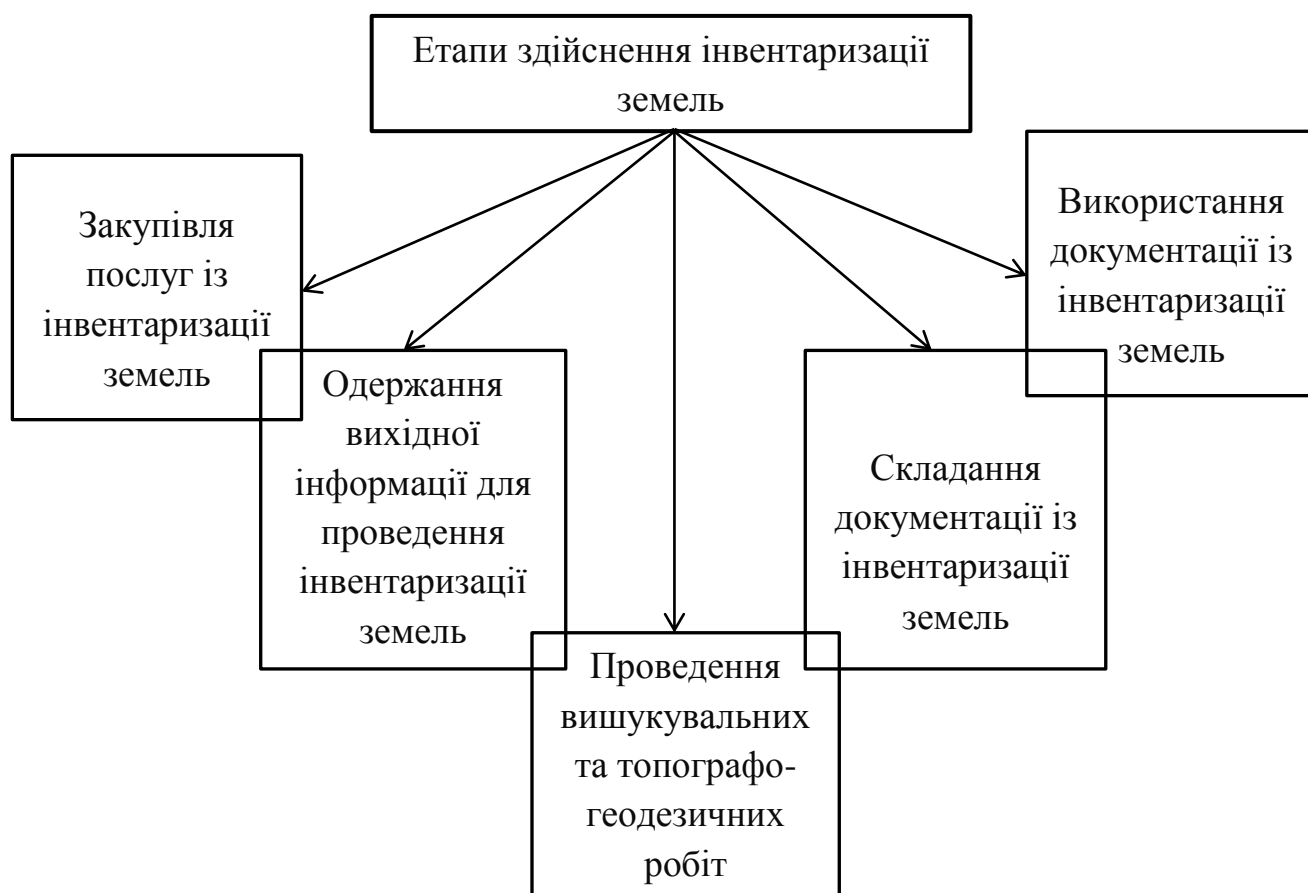 Етапи здійснення інвентаризації
земель
Закупівля
послуг із
інвентаризації
земель
Одержання
вихідної
інформації для
проведення
інвентаризації
земель
Проведення
вишукувальних
та топографо-
геодезичних
робіт
Складання
документації із
інвентаризації
земель
Використання
документації із
інвентаризації
земель